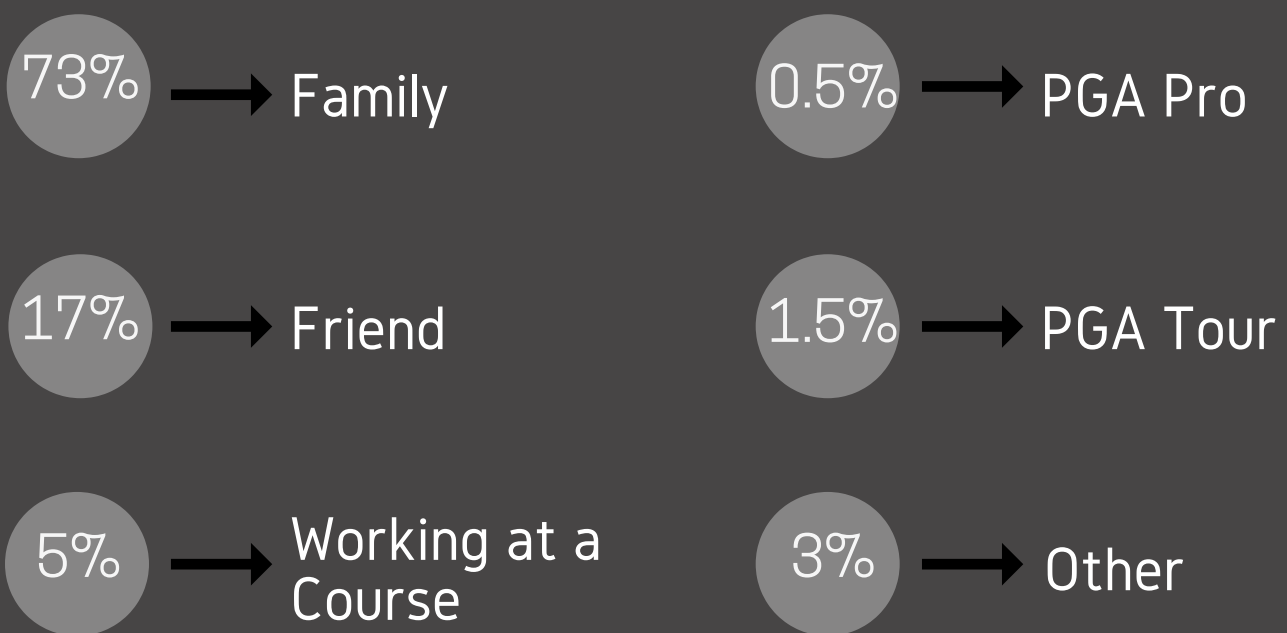 73% Family
0.5% PGA Pro
17% Friend
1.5% PGA Tour
5% Working at a
Course
3% Other